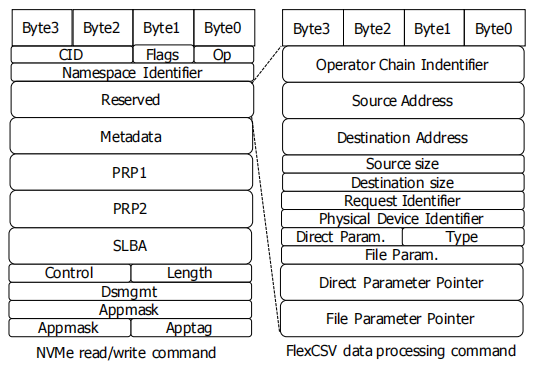 Byte3 Byte2 Byte1 Byte0
CID Flags Op
Namespace Identifier
Reserved
Metadata
PRP1
PRP2
SLBA
Control Length
Dsmgmt
Appmask
Appmask Apptag
NVMe read/write command
Byte3 Byte2 Byte1 Byte0
Operator Chain Indentifier
Source Address
Destination Address
Source size
Destination size
Request Identifier
Physical Device Identifier
Direct Param. Type
File Param.
Direct Parameter Pointer
File Parameter Pointer
FlexCSV data processing command